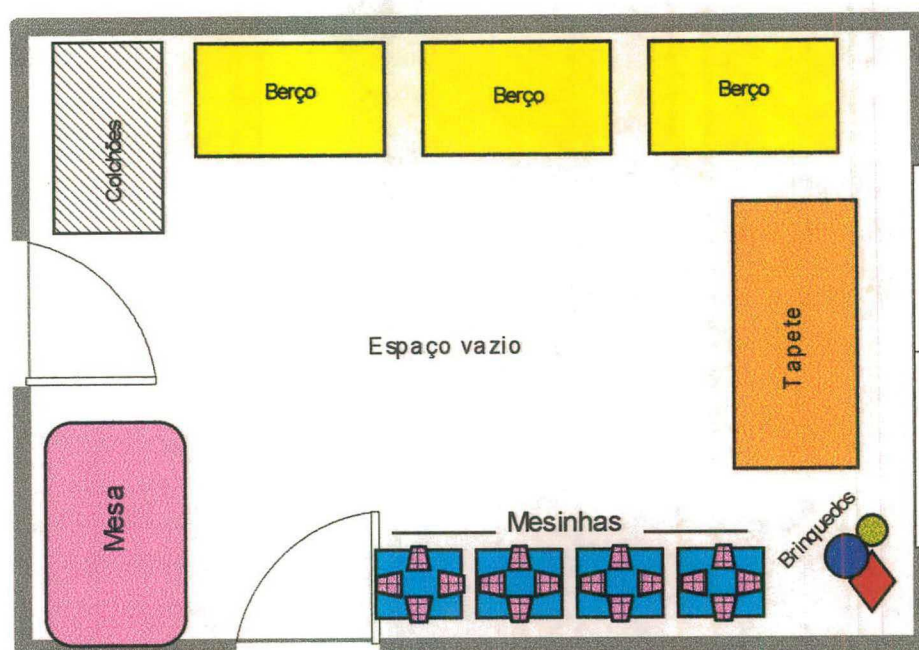 Berço
Berço
Berço
Colchões
Espaço vazio
Tapete
Mesa
Mesinhas
Brinquedos